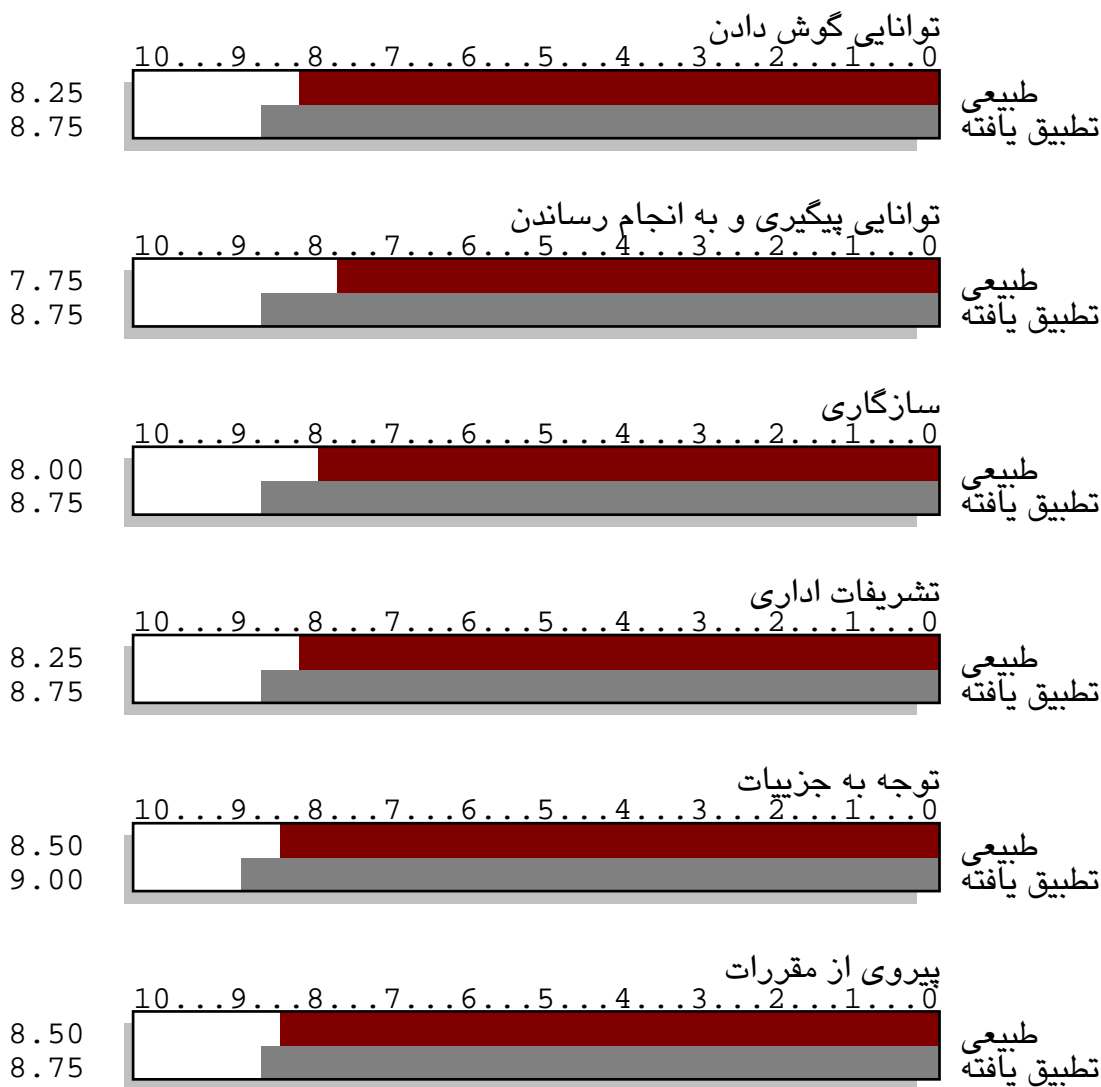 توانایی گوش دادن
10...9...8...7...6...5...4...3...2...1...0
طبیعی 8.25
تطبیق یافته 8.75
توانایی پیگیری و به انجام رساندن
10...9...8...7...6...5...4...3...2...1...0
طبیعی 7.75
تطبیق یافته 8.75
سازگاری
10...9...8...7...6...5...4...3...2...1...0
طبیعی 8.00
تطبیق یافته 8.75
تشریفات اداری
10...9...8...7...6...5...4...3...2...1...0
طبیعی 8.25
تطبیق یافته 8.75
توجه به جزییات
10...9...8...7...6...5...4...3...2...1...0
طبیعی 8.50
تطبیق یافته 9.00
پیروی از مقررات
10...9...8...7...6...5...4...3...2...1...0
طبیعی 8.50
تطبیق یافته 8.75